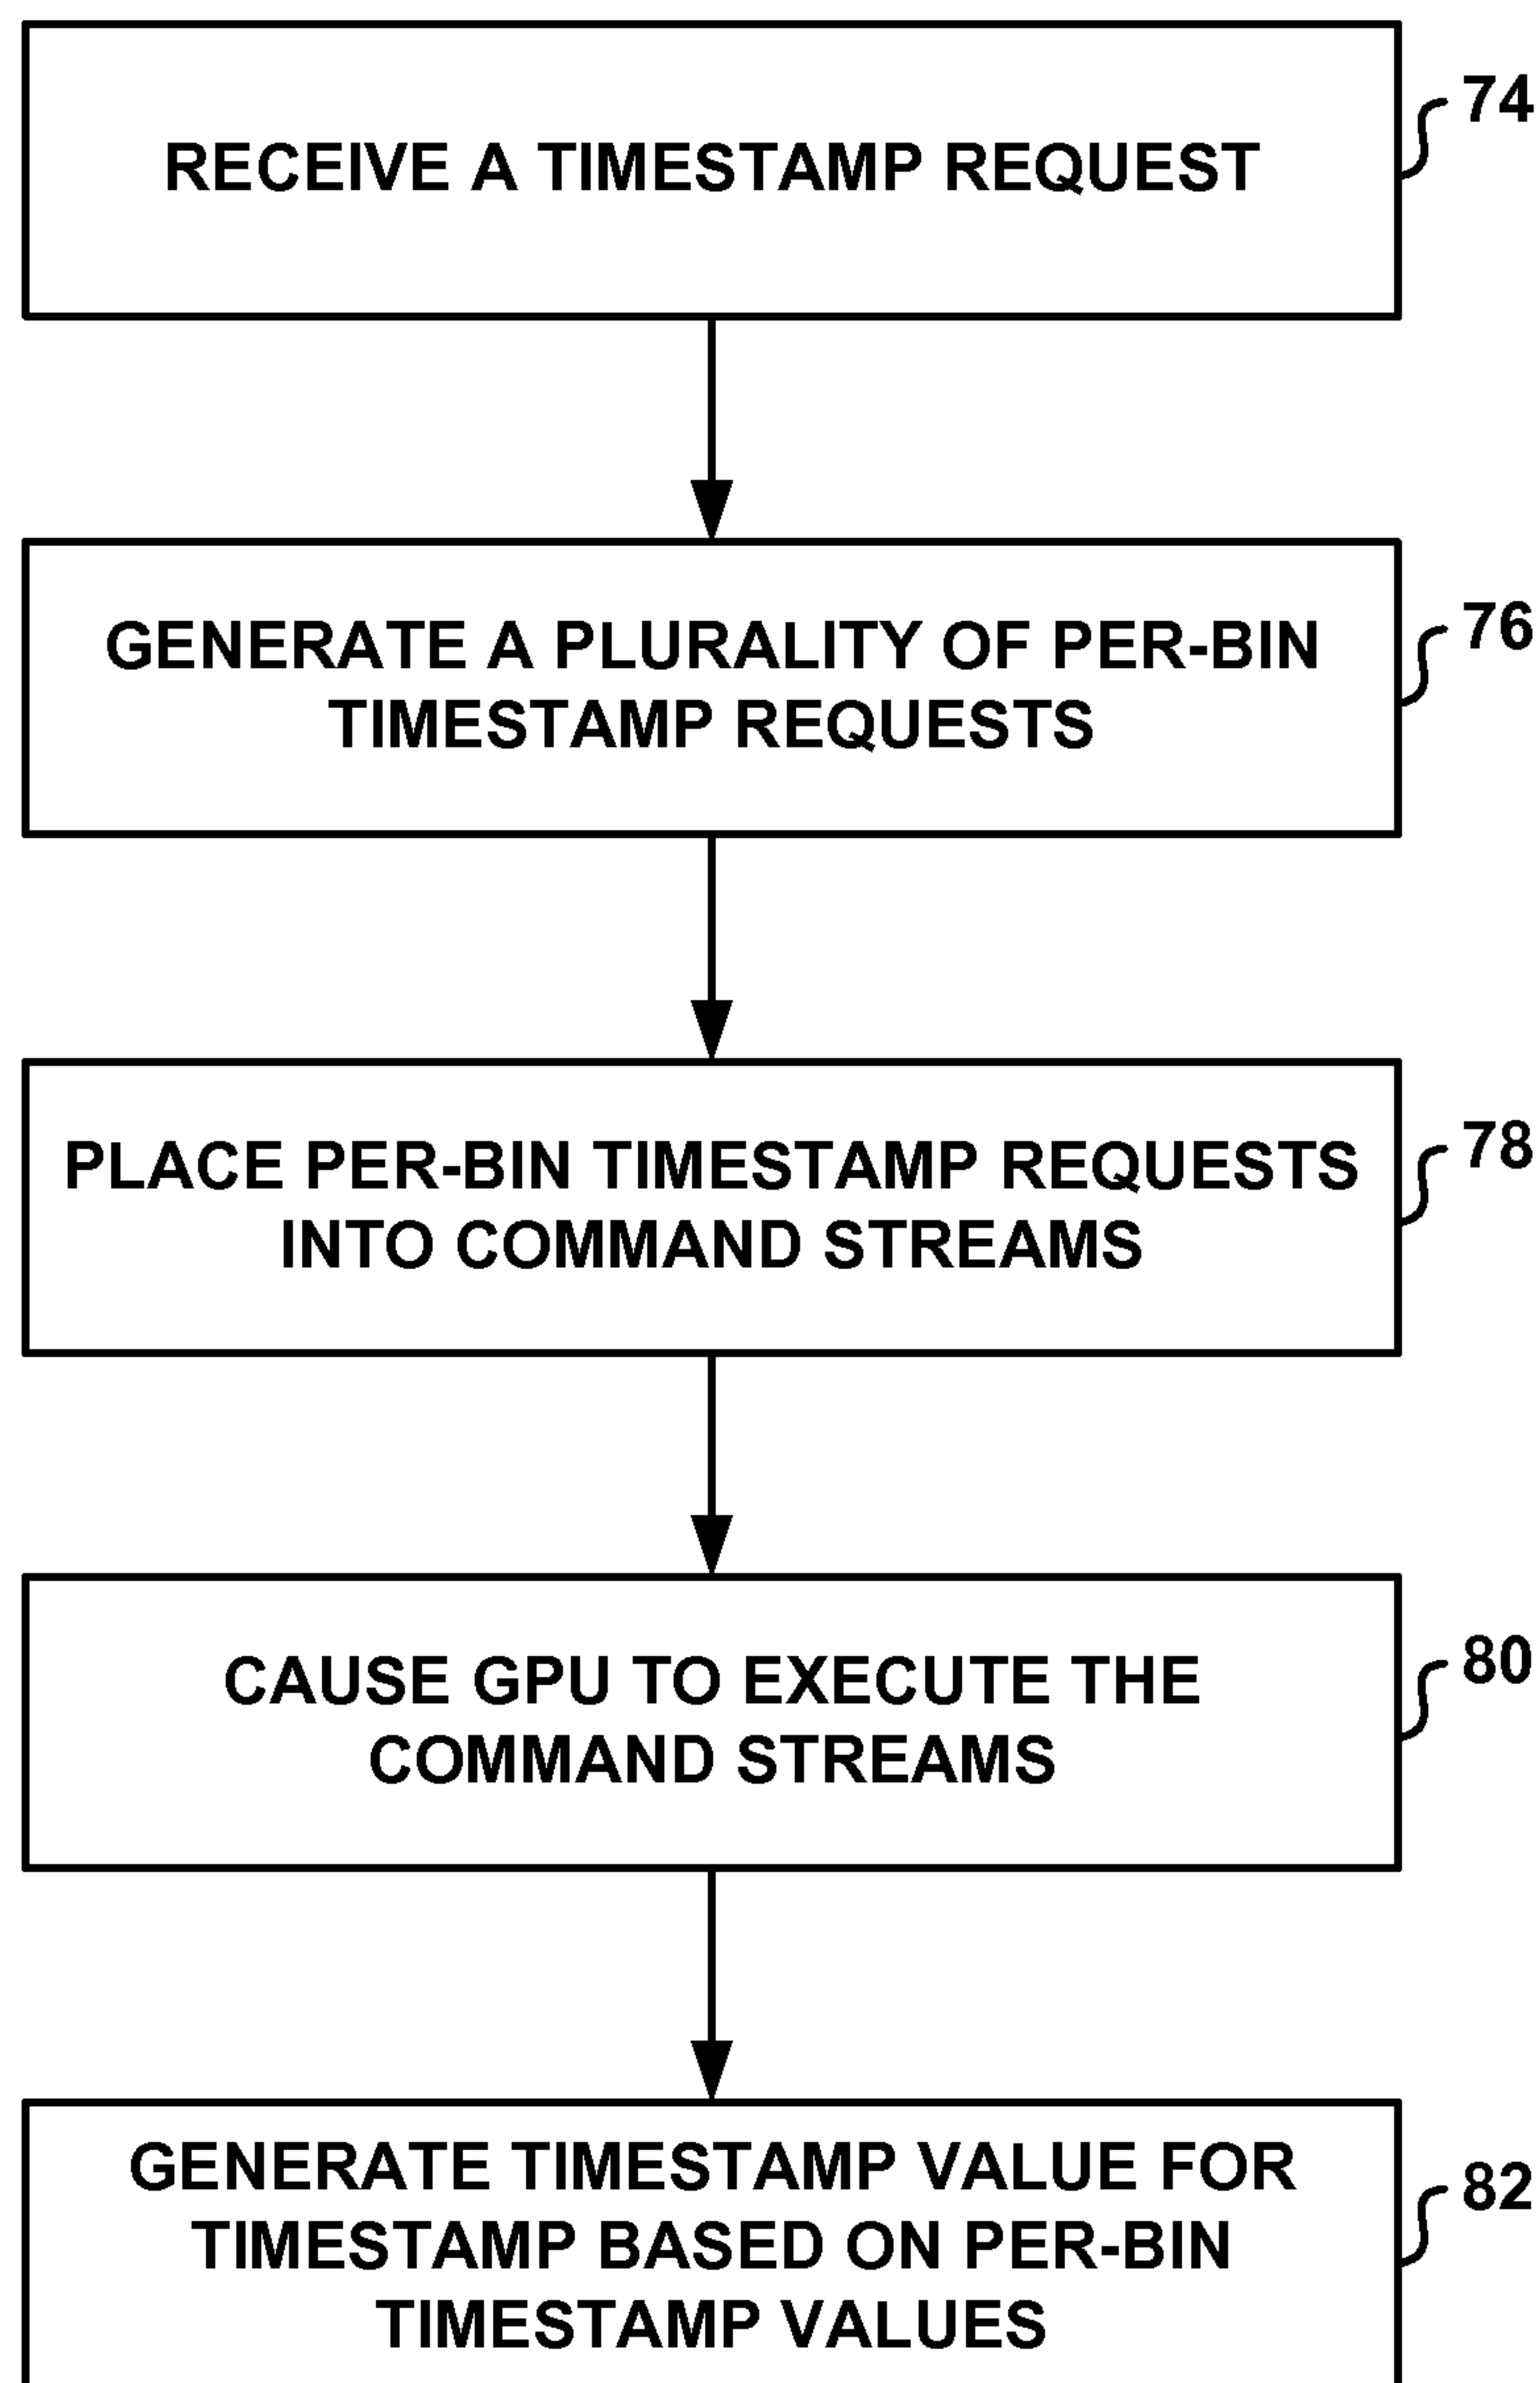 RECEIVE A TIMESTAMP REQUEST
74
GENERATE A PLURALITY OF PER-BIN
TIMESTAMP REQUESTS
76
PLACE PER-BIN TIMESTAMP REQUESTS
INTO COMMAND STREAMS
78
CAUSE GPU TO EXECUTE THE
COMMAND STREAMS
80
GENERATE TIMESTAMP VALUE FOR
TIMESTAMP BASED ON PER-BIN
TIMESTAMP VALUES
82